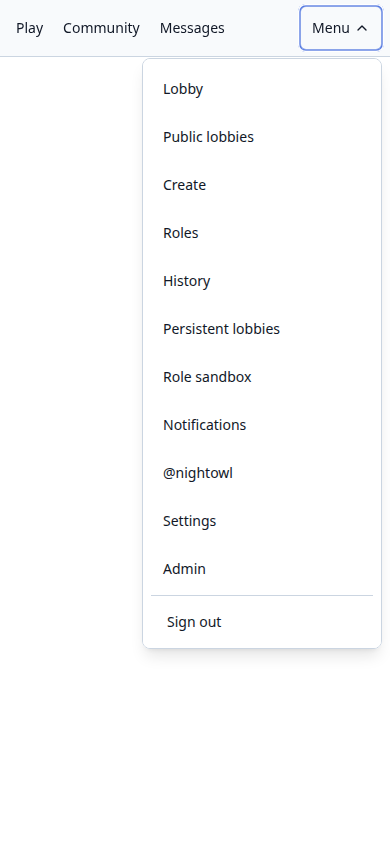 Play Community Messages Menu
Lobby
Public lobbies
Create
Roles
History
Persistent lobbies
Role sandbox
Notifications
@nightowl
Settings
Admin
Sign out